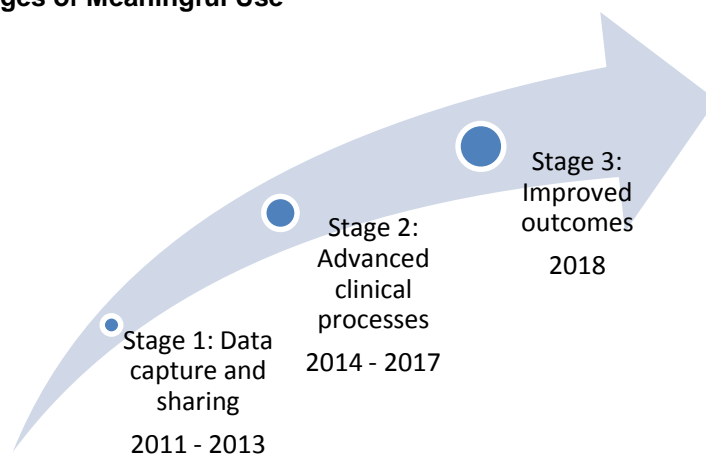 ges of Meaningful Use
Stage 1: Data
capture and
sharing
2011 - 2013
Stage 2:
Advanced
clinical
processes
2014 - 2017
Stage 3:
Improved
outcomes
2018